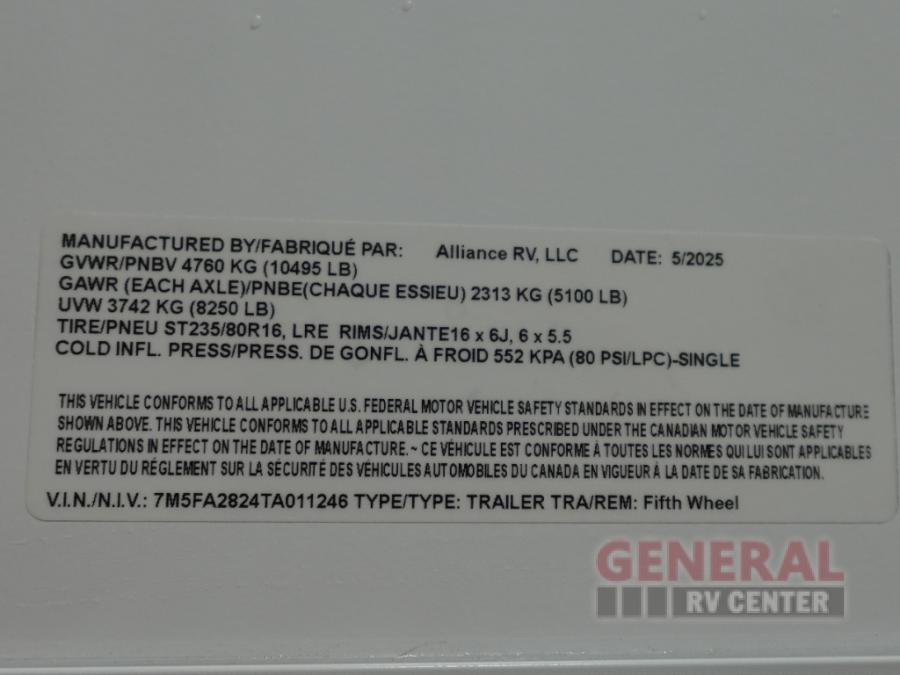 MANUFACTURED BY/FABRIQUÉ PAR: Alliance RV, LLC DATE: 5/2025
GVWR/PNBV 4760 KG (10495 LB)
GAWR (EACH AXLE)/PNBE(CHAQUE ESSIEU) 2313 KG (5100 LB)
UVW 3742 KG (8250 LB)
TIRE/PNEU ST235/80R16, LRE RIMS/JANTE16 x 6J, 6 x 5.5
COLD INFL. PRESS/PRESS. DE GONFL. À FROID 552 KPA (80 PSI/LPC)-SINGLE
THIS VEHICLE CONFORMS TO ALL APPLICABLE U.S. FEDERAL MOTOR VEHICLE SAFETY STANDARDS IN EFFECT ON THE DATE OF MANUFACTURE
SHOWN ABOVE. THIS VEHICLE CONFORMS TO ALL APPLICABLE STANDARDS PRESCRIBED UNDER THE CANADIAN MOTOR VEHICLE SAFETY
REGULATIONS IN EFFECT ON THE DATE OF MANUFACTURE. ~ CE VÉHICULE EST CONFORME À TOUTES LES NORMES QUI LUI SONT APPLICABLES
EN VERTU DU RÉGLEMENT SUR LA SÉCURITÉ DES VÉHICULES AUTOMOBILES DU CANADA EN VIGUEUR À LA DATE DE SA FABRICATION.
V.I.N./N.I.V.: 7M5FA2824TA011246 TYPE/TYPE: TRAILER TRA/REM: Fifth Wheel
GENERAL
RV CENTER